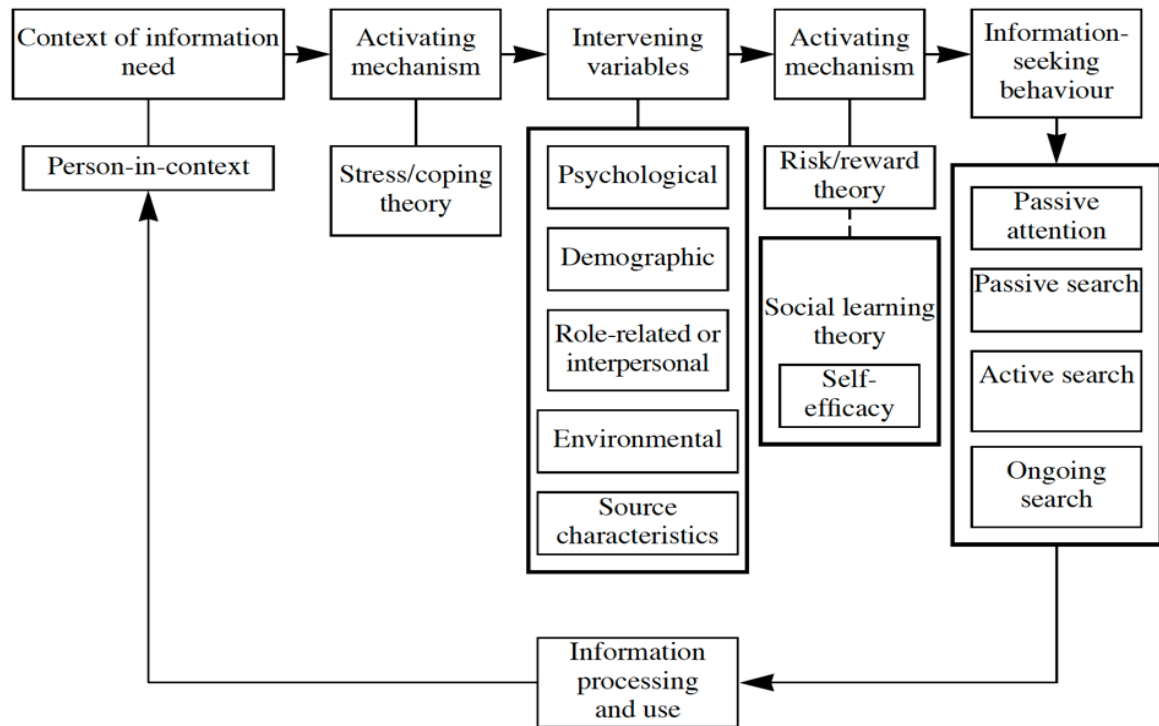 Context of information
need
Activating
mechanism
Intervening
variables
Activating
mechanism
Information-
seeking
behaviour
Person-in-context
Stress/coping
theory
Psychological
Demographic
Role-related or
interpersonal
Environmental
Source
characteristics
Risk/reward
theory
Social learning
theory
Self-
efficacy
Passive
attention
Passive search
Active search
Ongoing
search
Information
processing
and use